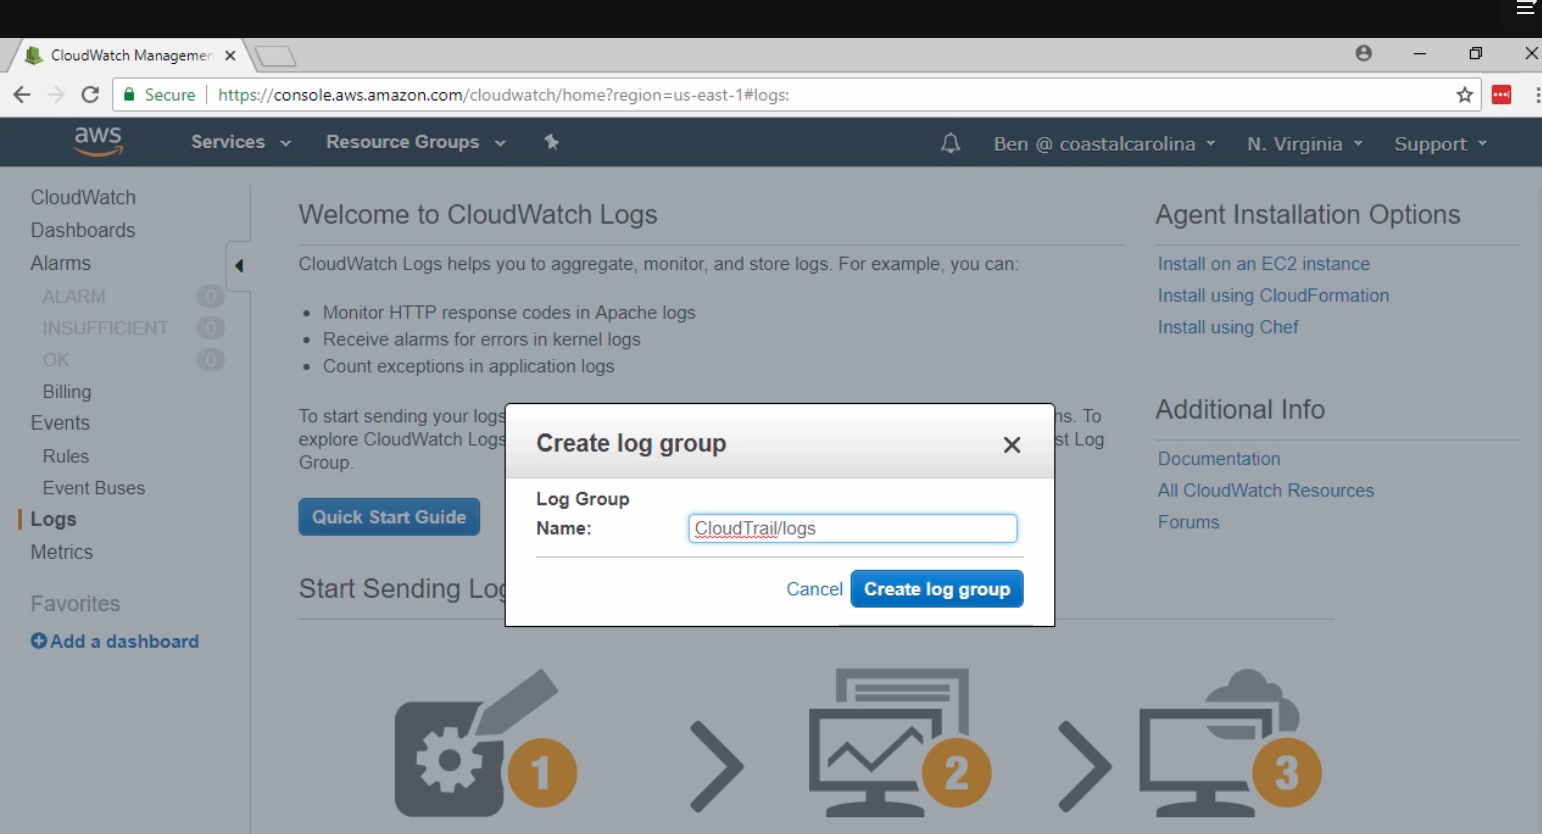 CloudWatch Managemen
Secure https://console.aws.amazon.com/cloudwatch/home?region=us-east-1#logs:
aws Services Resource Groups Ben @ coastalcarolina N. Virginia Support
CloudWatch
Dashboards
Alarms
ALARM 0
INSUFFICIENT 0
OK 0
Billing
Events
Rules
Event Buses
Logs
Metrics
Favorites
Add a dashboard
Welcome to CloudWatch Logs
CloudWatch Logs helps you to aggregate, monitor, and store logs. For example, you can:
Monitor HTTP response codes in Apache logs
Receive alarms for errors in kernel logs
Count exceptions in application logs
To start sending your logs ns. To
explore CloudWatch Logs st Log
Group.
Quick Start Guide
Create log group
Log Group
Name: CloudTrail/logs
Cancel Create log group
Start Sending Log
1 2 3
Agent Installation Options
Install on an EC2 instance
Install using CloudFormation
Install using Chef
Additional Info
Documentation
All CloudWatch Resources
Forums